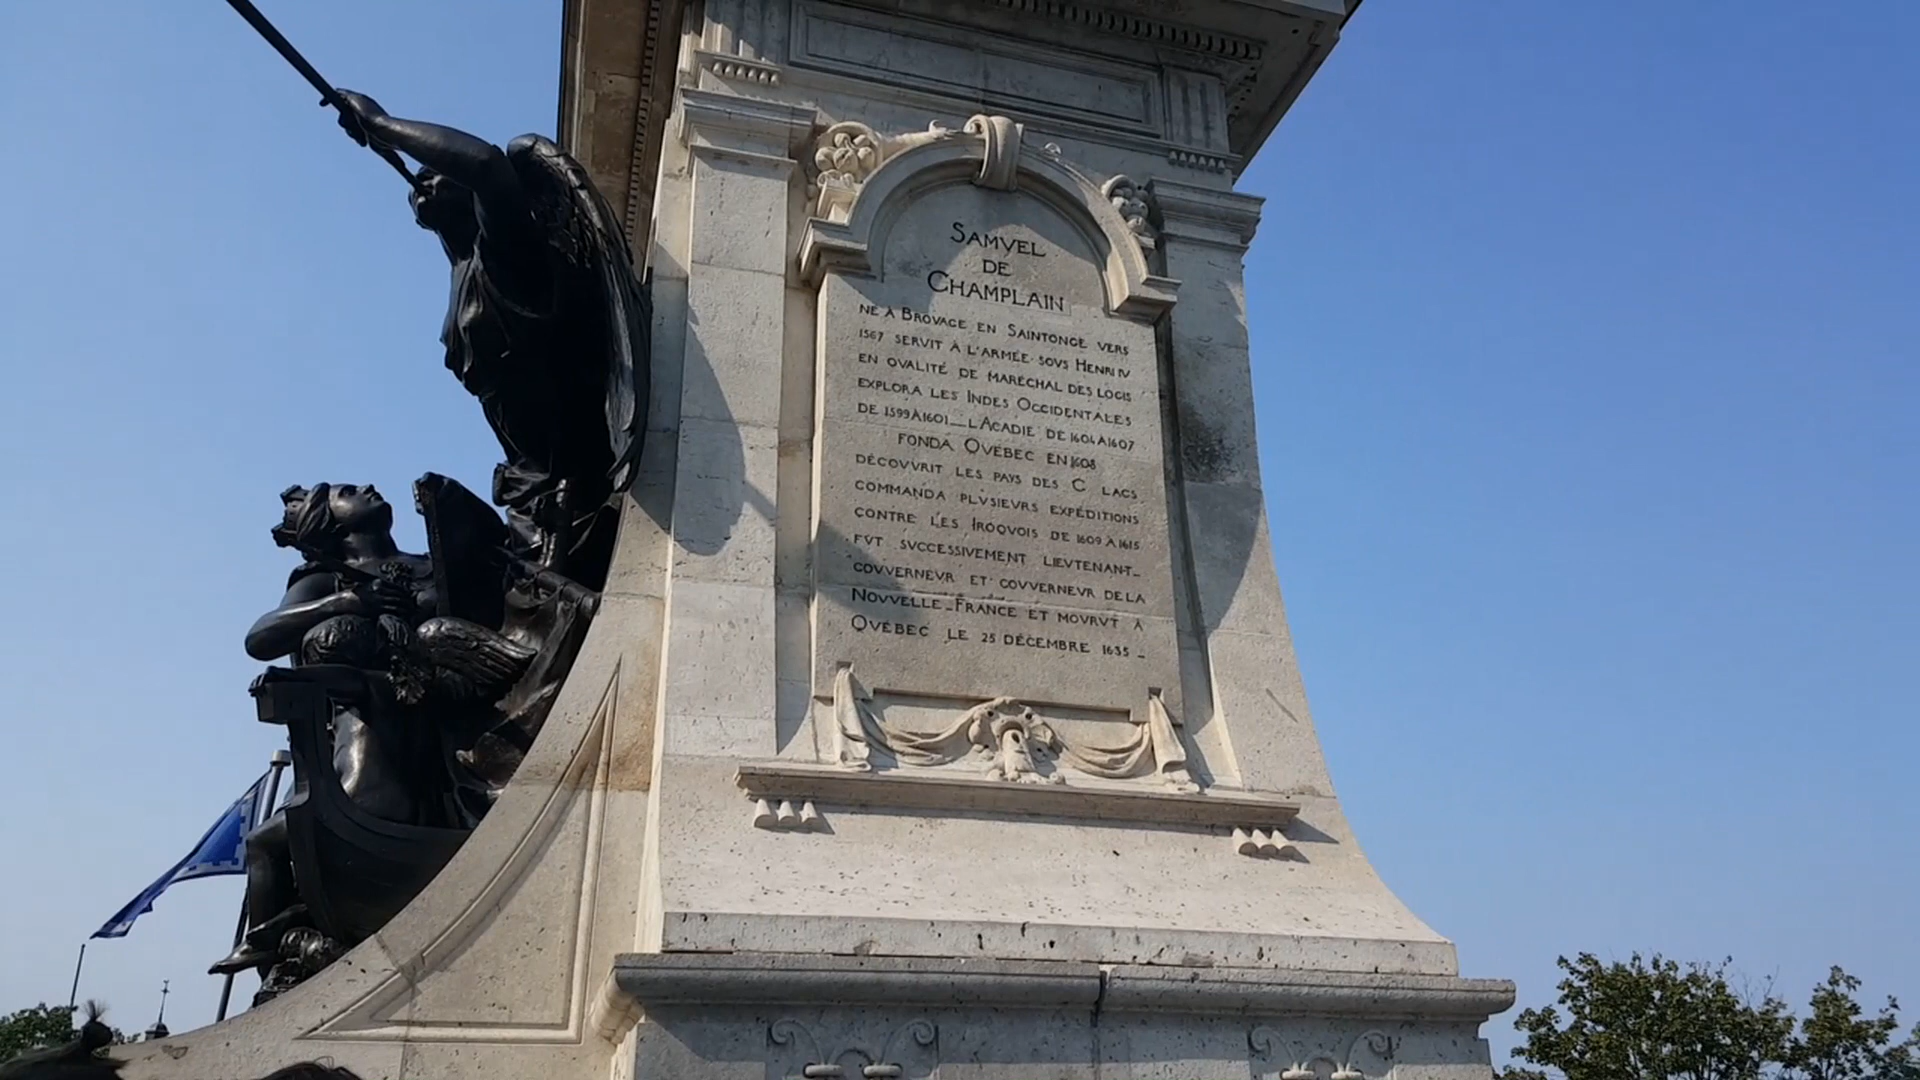 SAMVEL
DE
CHAMPLAIN
NÉ À BROVAGE EN SAINTONGE VERS
1567 SERVIT À L'ARMÉE SOVS HENRI IV
EN QVALITÉ DE MARÉCHAL DES LOGIS
EXPLORA LES INDES OCCIDENTALES
DE 1599 À 1601 _ L'ACADIE DE 1604 À 1607
FONDA QVÉBEC EN 1608
DÉCOVVRIT LES PAYS DES G LACS
COMMANDA PLVSIEVRS EXPÉDITIONS
CONTRE LES IROQVOIS DE 1609 À 1615
FVT SVCCESSIVEMENT LIEVTENANT_
GOVVERNEVR ET GOVVERNEVR DE LA
NOVVELLE_FRANCE ET MOVRVT À
QVÉBEC LE 25 DÉCEMBRE 1635 _